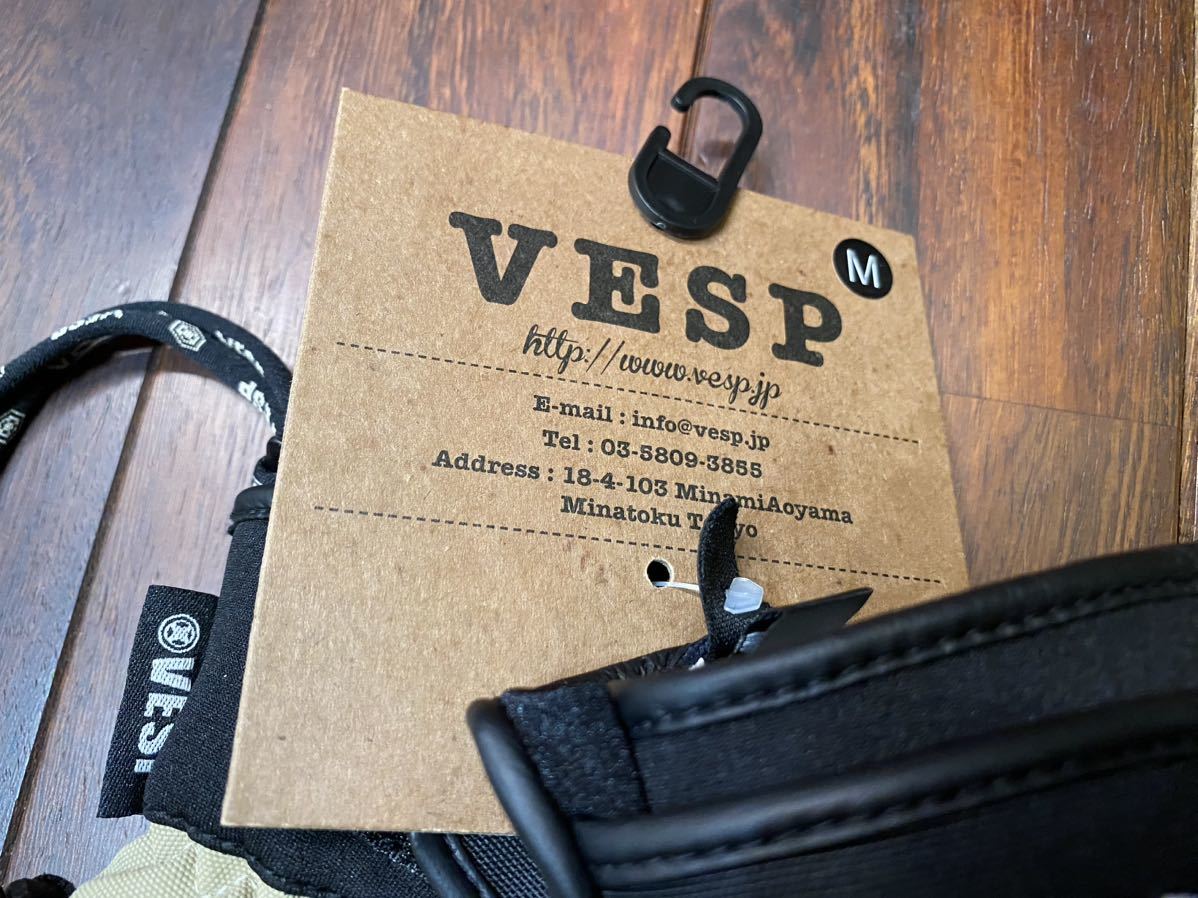 VESP
M
http://www.vesp.jp
E-mail : info@vesp.jp
Tel : 03-5809-3855
Address : 18-4-103 MinamiAoyama
Minatoku
VESP